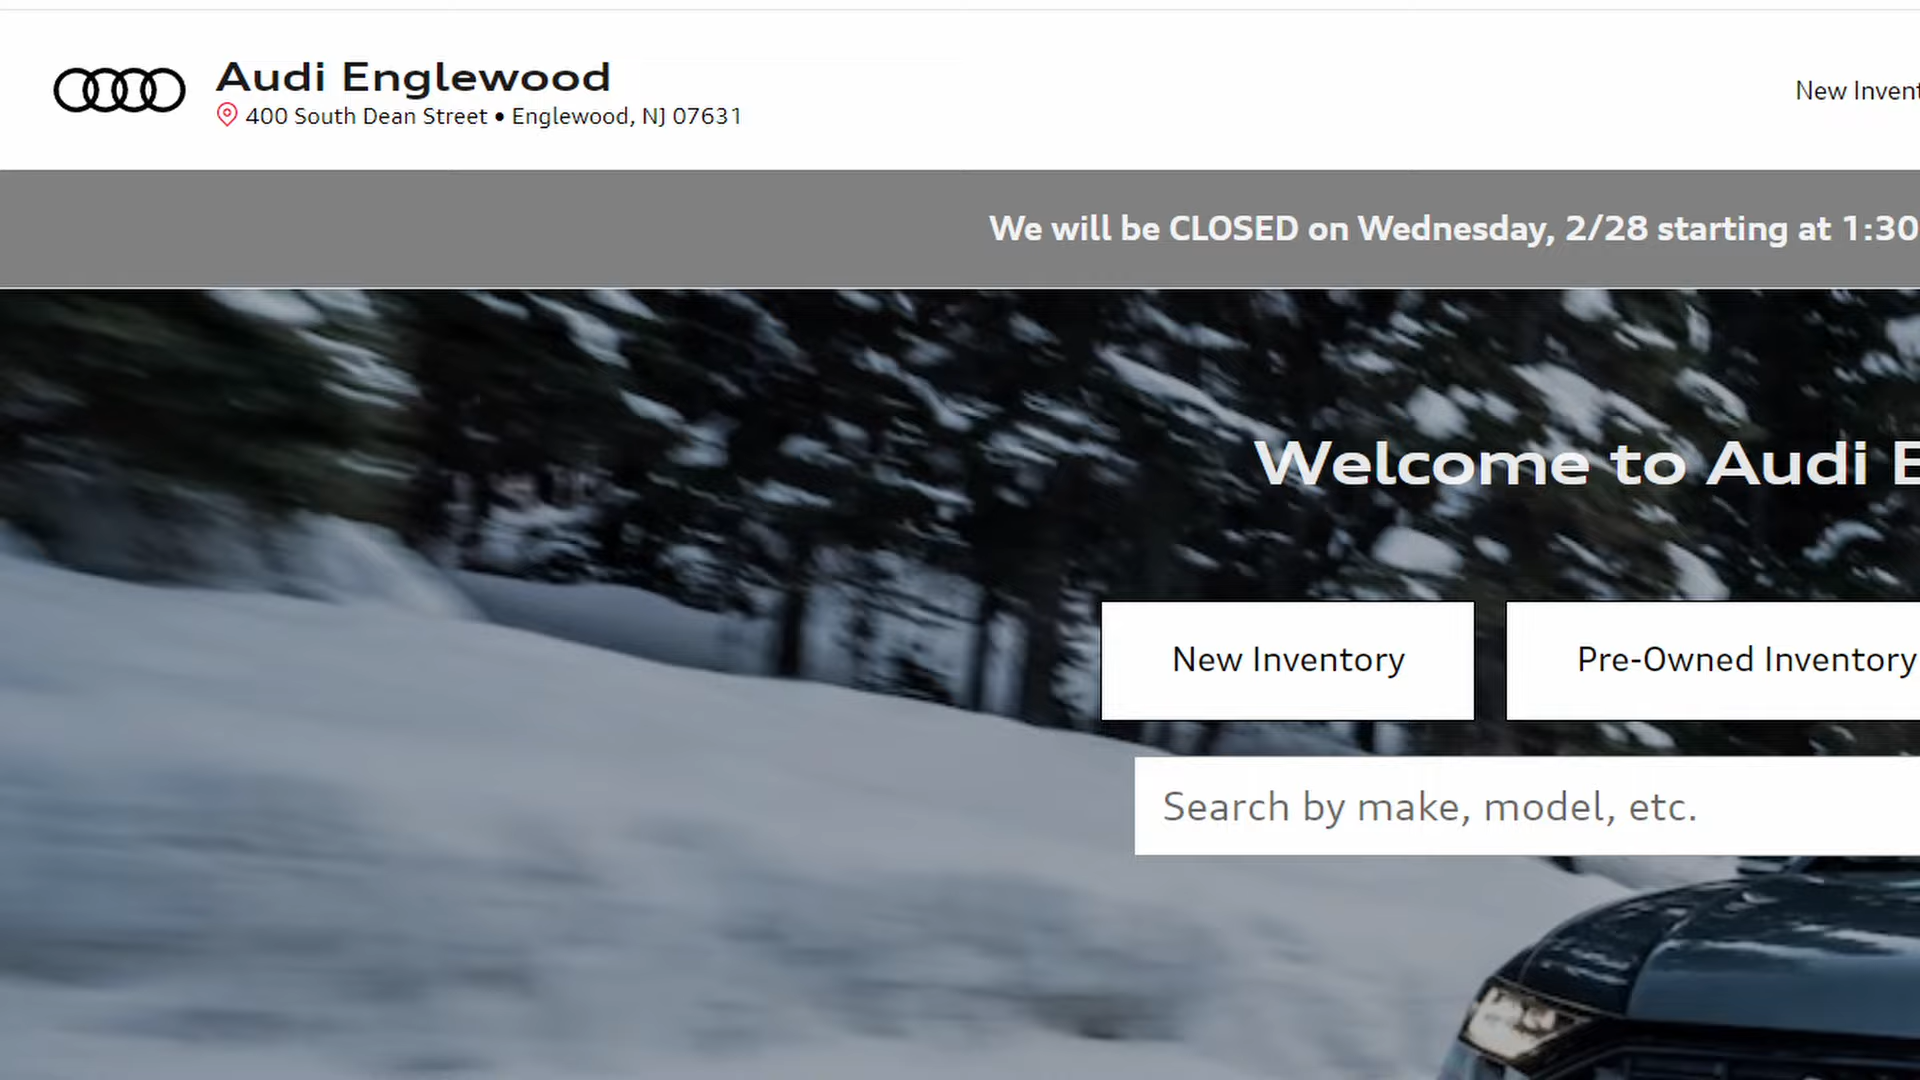 Audi Englewood
400 South Dean Street • Englewood, NJ 07631
New Invent
We will be CLOSED on Wednesday, 2/28 starting at 1:30
Welcome to Audi E
New Inventory
Pre-Owned Inventory
Search by make, model, etc.